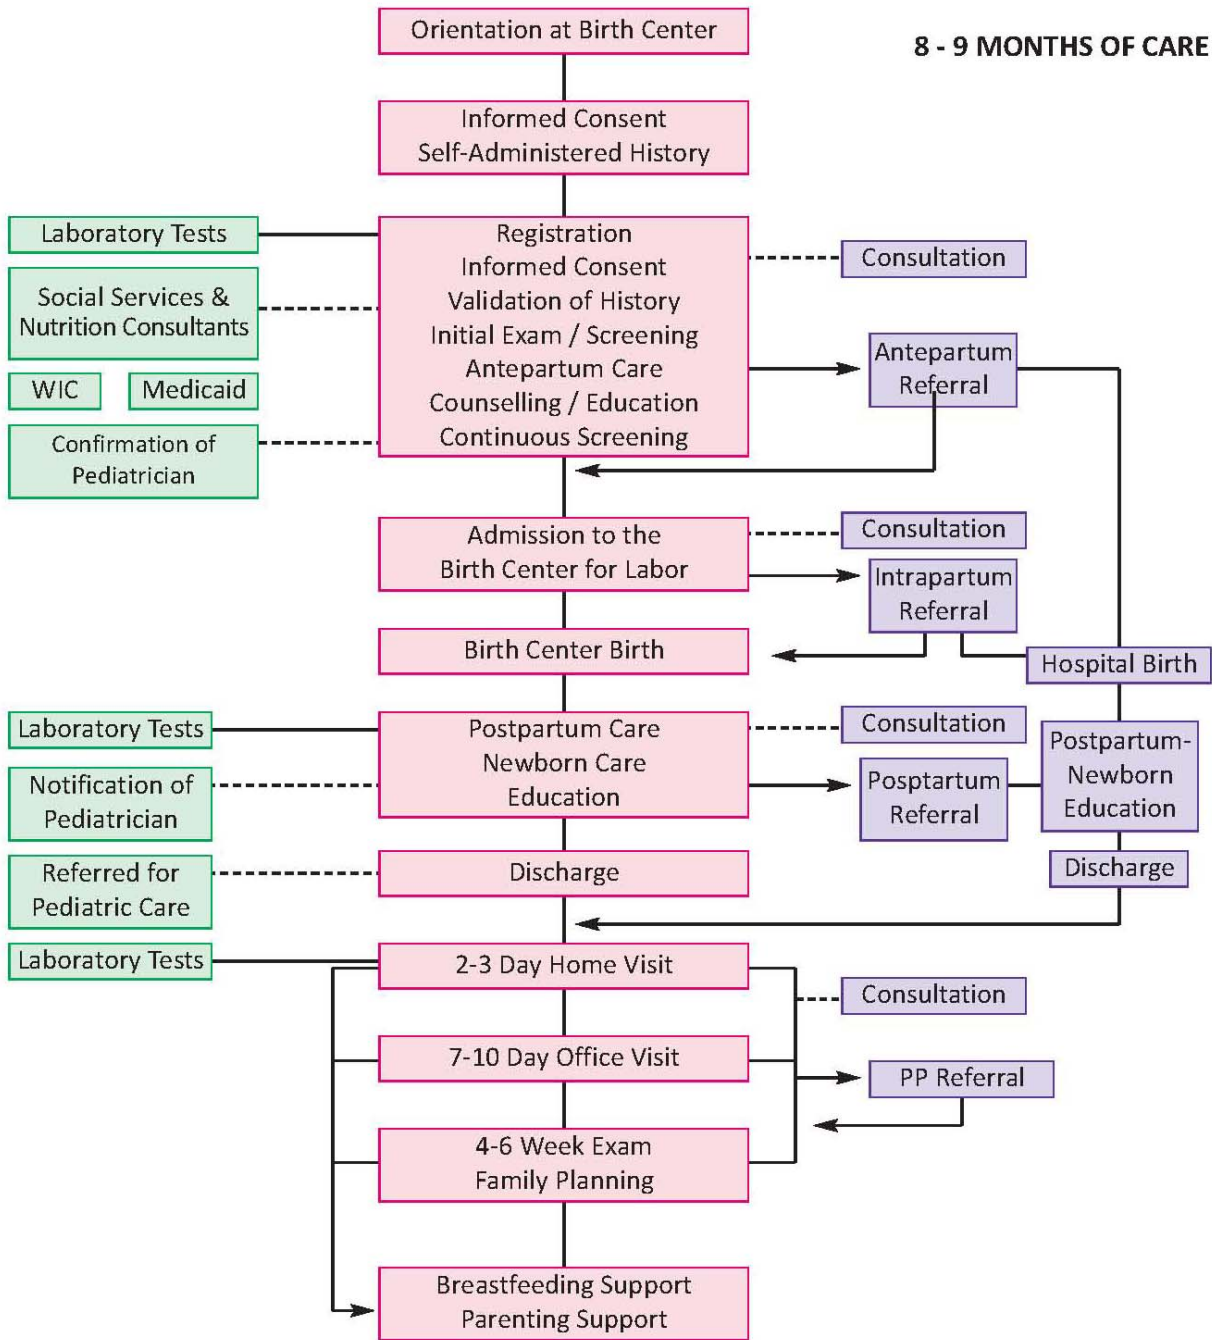 Orientation at Birth Center
8 - 9 MONTHS OF CARE
Informed Consent
Self-Administered History
Laboratory Tests
Social Services &
Nutrition Consultants
WIC
Medicaid
Confirmation of
Pediatrician
Registration
Informed Consent
Validation of History
Initial Exam / Screening
Antepartum Care
Counselling / Education
Continuous Screening
Consultation
Antepartum
Referral
Admission to the
Birth Center for Labor
Consultation
Intrapartum
Referral
Birth Center Birth
Hospital Birth
Laboratory Tests
Notification of
Pediatrician
Postpartum Care
Newborn Care
Education
Consultation
Posptartum
Referral
Postpartum-
Newborn
Education
Referred for
Pediatric Care
Discharge
Discharge
Laboratory Tests
2-3 Day Home Visit
Consultation
7-10 Day Office Visit
PP Referral
4-6 Week Exam
Family Planning
Breastfeeding Support
Parenting Support